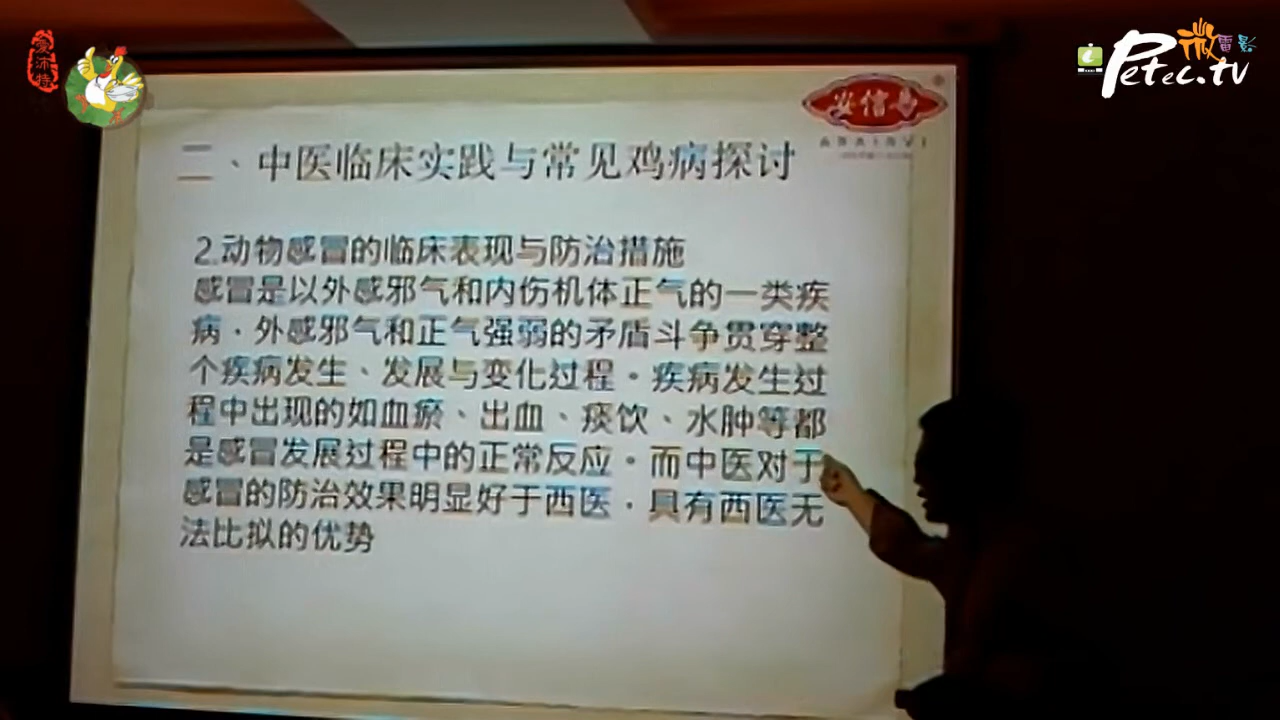 爱沛特
微電影
Petec.tv
二、中医临床实践与常见鸡病探讨
2.动物感冒的临床表现与防治措施
感冒是以外感邪气和内伤机体正气的一类疾
病，外感邪气和正气强弱的矛盾斗争贯穿整
个疾病发生、发展与变化过程。疾病发生过
程中出现的如血瘀、出血、痰饮、水肿等都
是感冒发展过程中的正常反应。而中医对于
感冒的防治效果明显好于西医，具有西医无
法比拟的优势